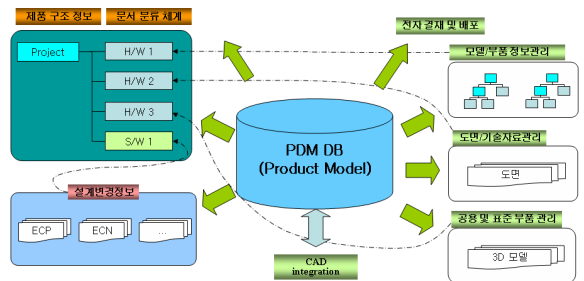 제품 구조 정보
문서 분류 체계
전자 결재 및 배포
Project
H/W 1
H/W 2
H/W 3
S/W 1
모델/부품 정보관리
PDM DB
(Product Model)
도면/기술자료관리
도면
설계변경정보
ECP
ECN
...
공용 및 표준 부품 관리
3D 모델
CAD
integration